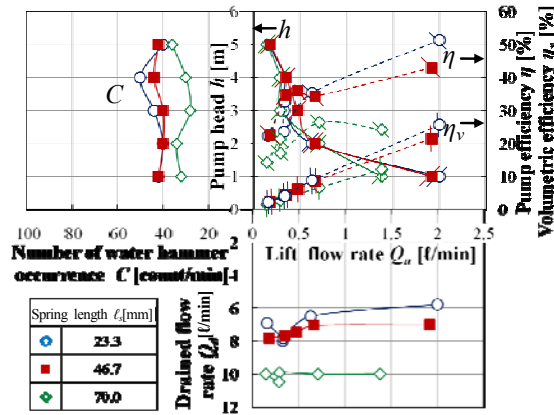 6 60
5 50
4 40
3 30
2 20
1 10
0 0
C
h
η
ηv
Pump head h [m]
Pump efficiency η [%]
Volumetric efficiency ηv [%]
100 80 60 40 20
0 0.5 1 1.5 2 2.5
Number of water hammer
occurrence C [count/min]
Lift flow rate Qu [ℓ/min]
Spring length ℓs[mm]
23.3
46.7
70.0
Drained flow
rate Qd[ℓ/min]
6
8
10
12